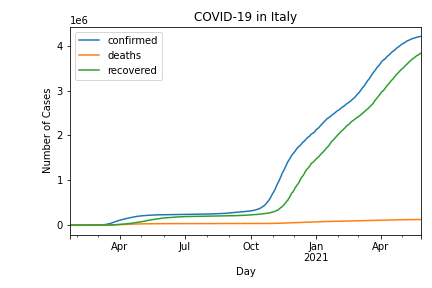 COVID-19 in Italy
1e6
confirmed
deaths
recovered
Number of Cases
4
3
2
1
0
Apr
Jul
Oct
Jan
2021
Apr
Day